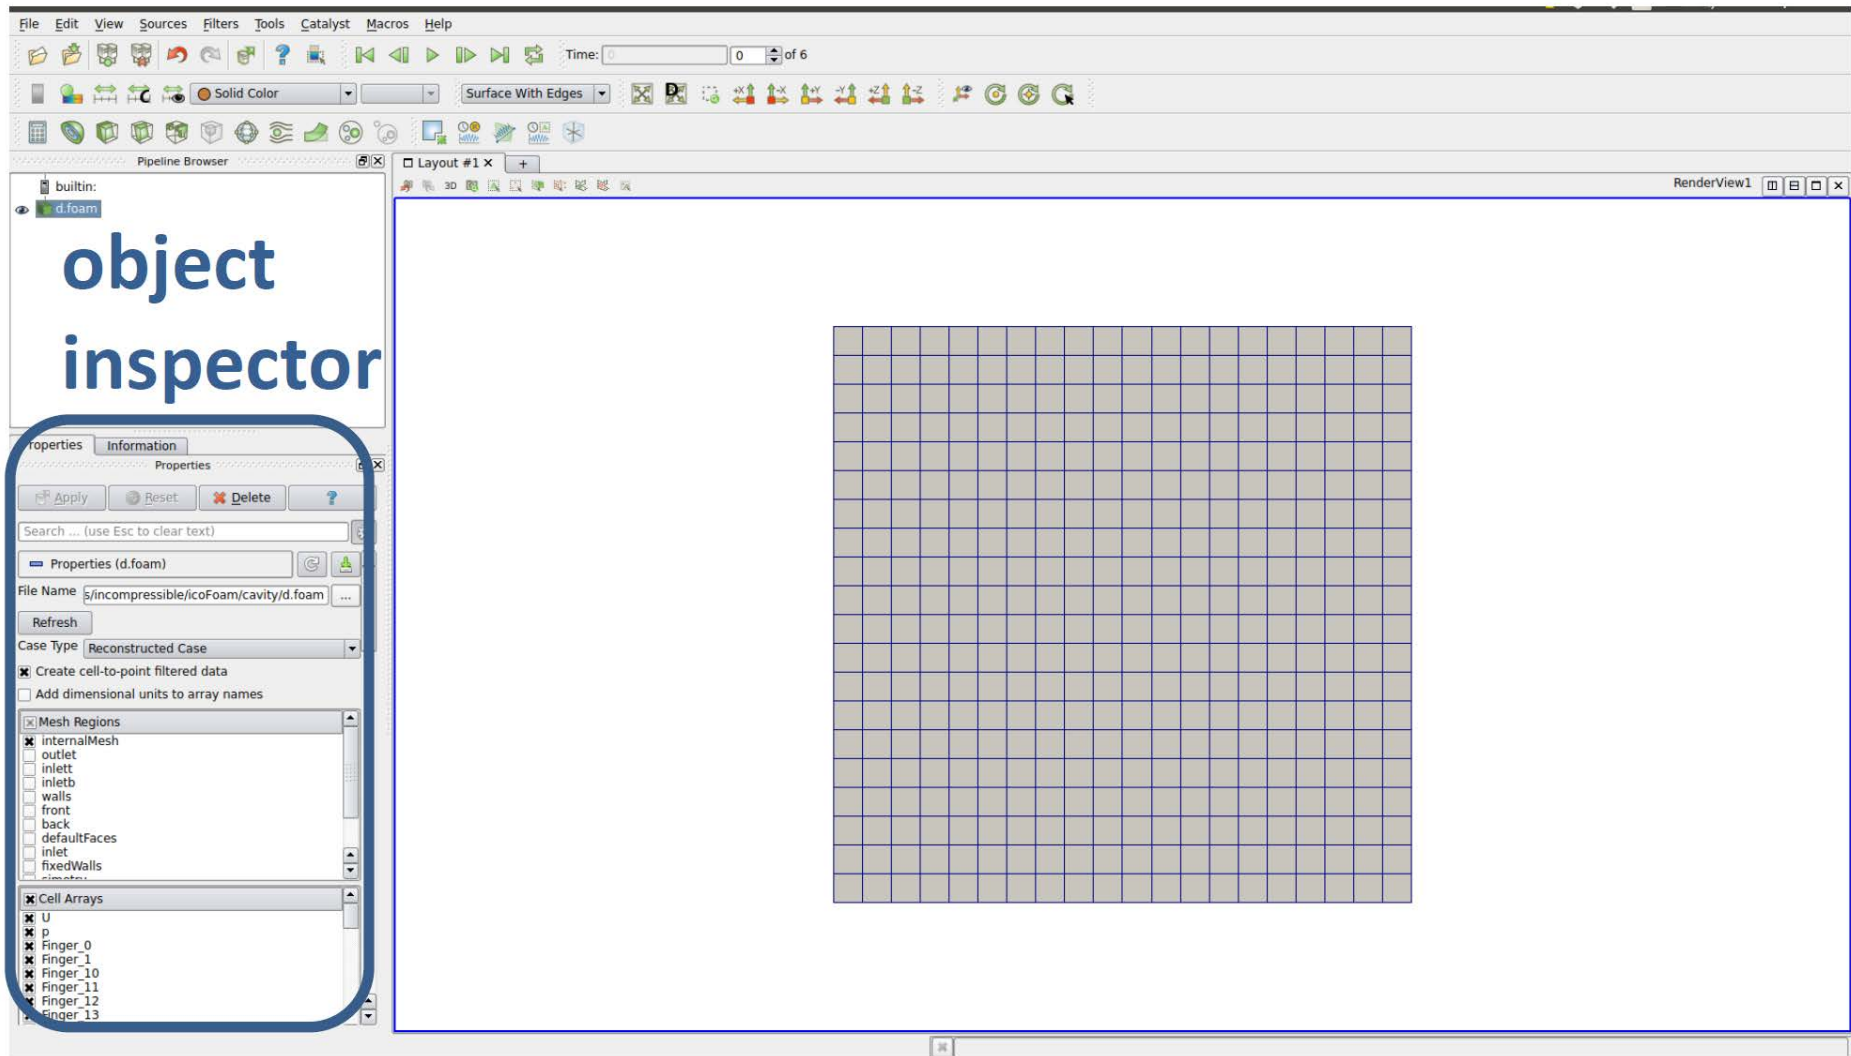 File Edit View Sources Filters Tools Catalyst Macros Help
Time: 0 0 of 6
Solid Color Surface With Edges
Pipeline Browser
Layout #1
3D
RenderView1
builtin:
d.foam
object
inspector
Properties Information
Properties
Apply Reset Delete ?
Search ... (use Esc to clear text)
Properties (d.foam)
File Name s/incompressible/icoFoam/cavity/d.foam ...
Refresh
Case Type Reconstructed Case
Create cell-to-point filtered data
Add dimensional units to array names
Mesh Regions
internalMesh
outlet
inlett
inletb
walls
front
back
defaultFaces
inlet
fixedWalls
Cell Arrays
U
p
Finger_0
Finger_1
Finger_10
Finger_11
Finger_12
Finger_13